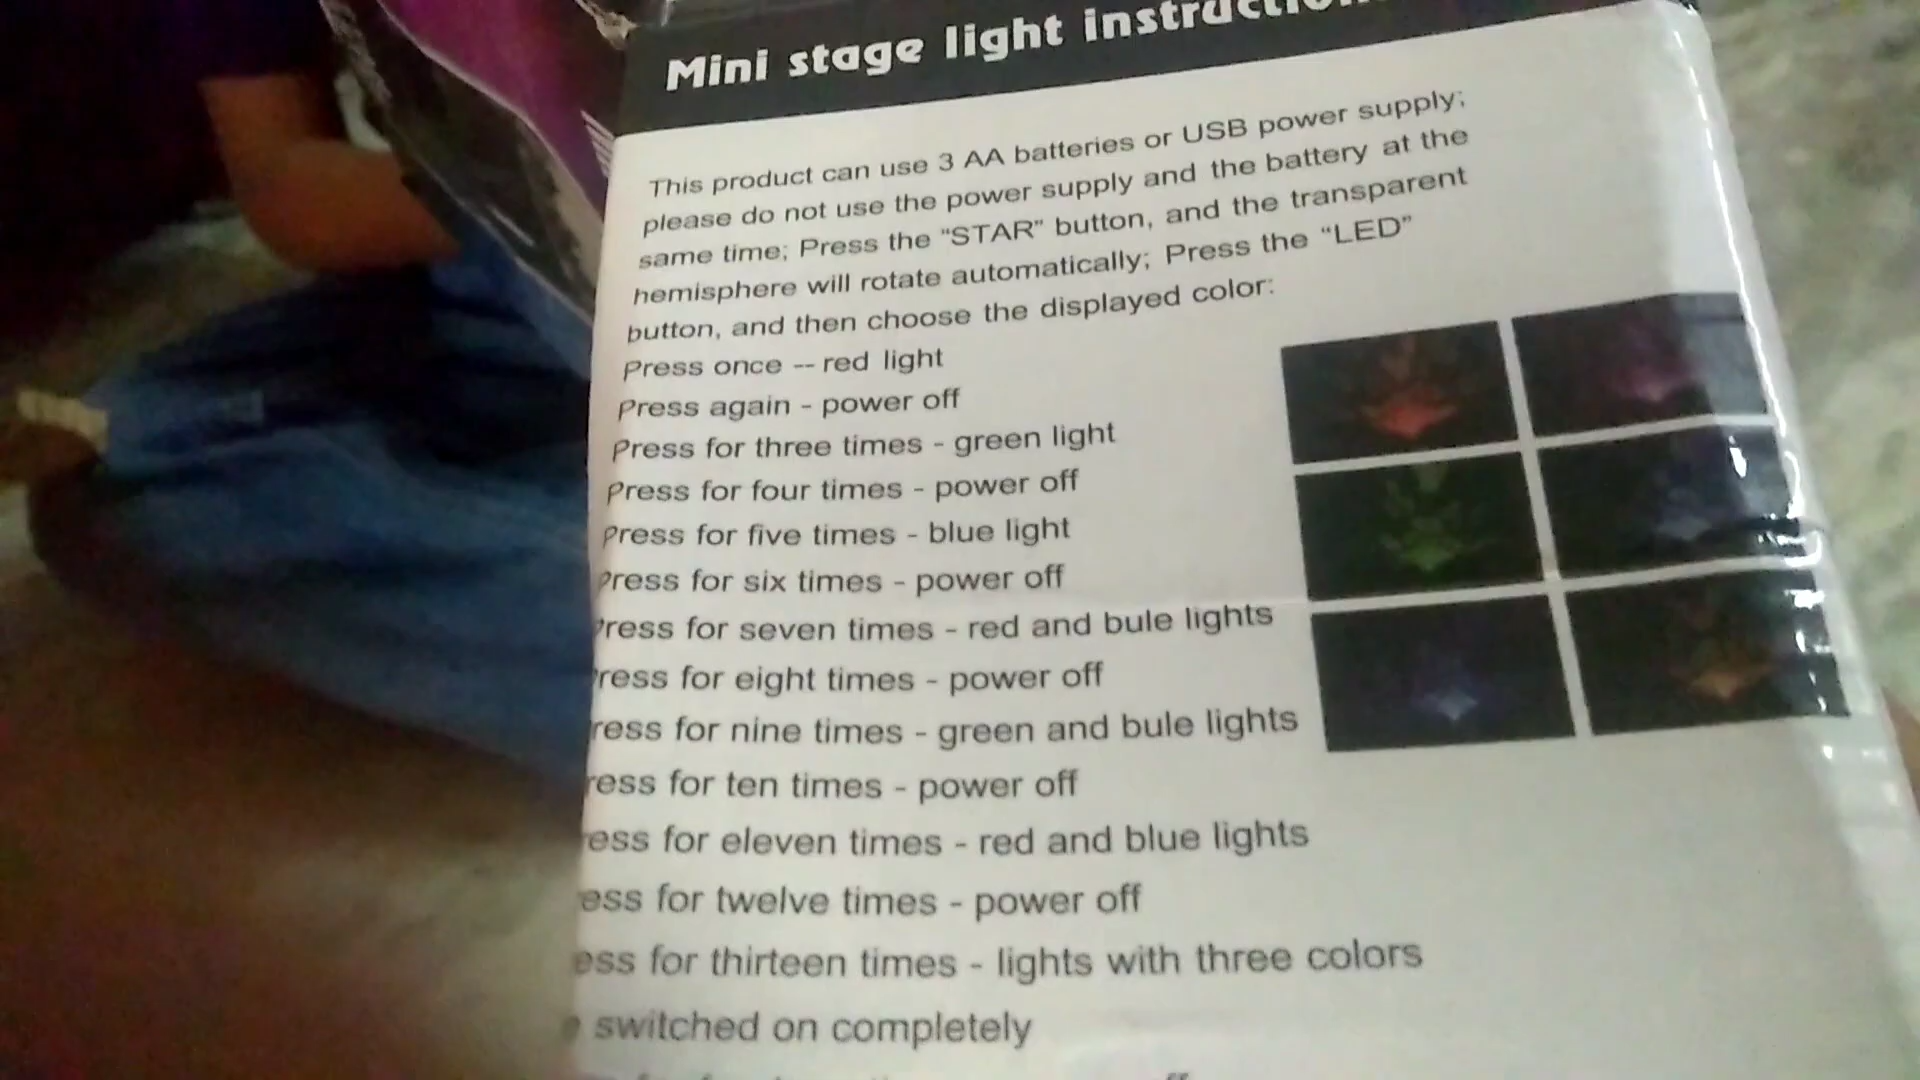 Mini stage light instruction
This product can use 3 AA batteries or USB power supply;
please do not use the power supply and the battery at the
same time; Press the “STAR” button, and the transparent
hemisphere will rotate automatically; Press the “LED”
button, and then choose the displayed color:
Press once -- red light
Press again - power off
Press for three times - green light
Press for four times - power off
Press for five times - blue light
Press for six times - power off
Press for seven times - red and bule lights
ress for eight times - power off
ress for nine times - green and bule lights
ress for ten times - power off
ess for eleven times - red and blue lights
ess for twelve times - power off
ess for thirteen times - lights with three colors
switched on completely